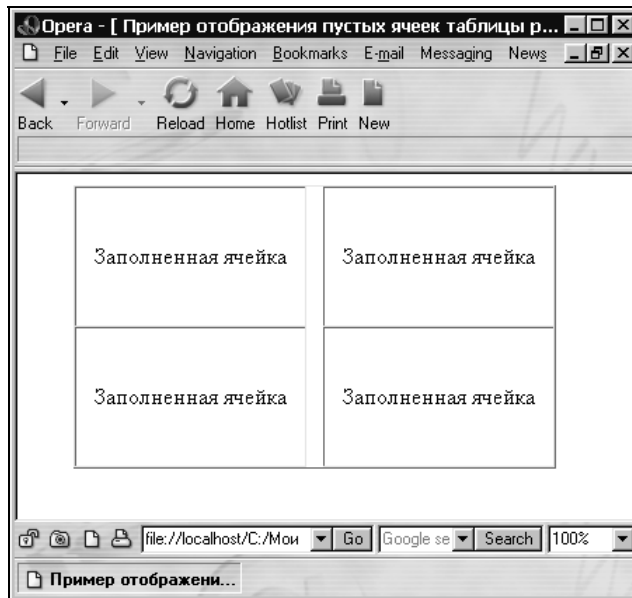 Opera - [ Пример отображения пустых ячеек таблицы р...
File Edit View Navigation Bookmarks E-mail Messaging News
Back Forward Reload Home Hotlist Print New
Заполненная ячейка Заполненная ячейка
Заполненная ячейка Заполненная ячейка
file://localhost/C:/Мои Go Google se Search 100%
Пример отображени...